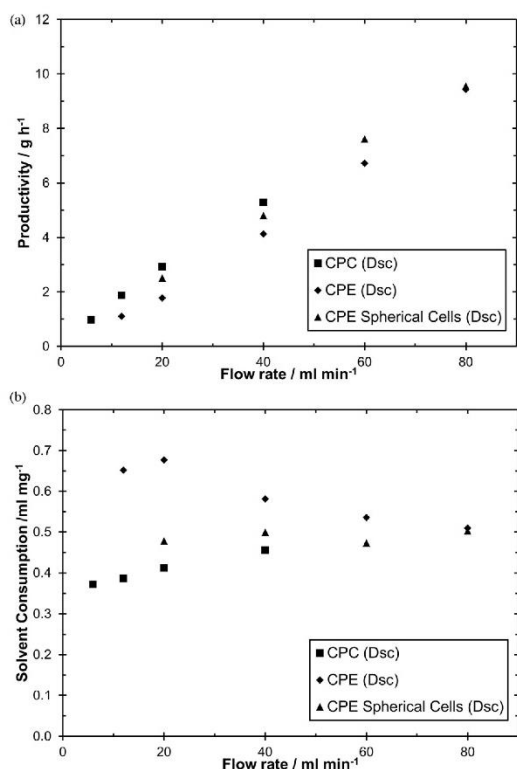 (a)
12
10
8
6
4
2
0
Productivity / g h-1
CPC (Dsc)
CPE (Dsc)
CPE Spherical Cells (Dsc)
0 20 40 60 80
Flow rate / ml min-1
(b)
0.8
0.7
0.6
0.5
0.4
0.3
0.2
0.1
0.0
Solvent Consumption /ml mg-1
CPC (Dsc)
CPE (Dsc)
CPE Spherical Cells (Dsc)
0 20 40 60 80
Flow rate / ml min-1